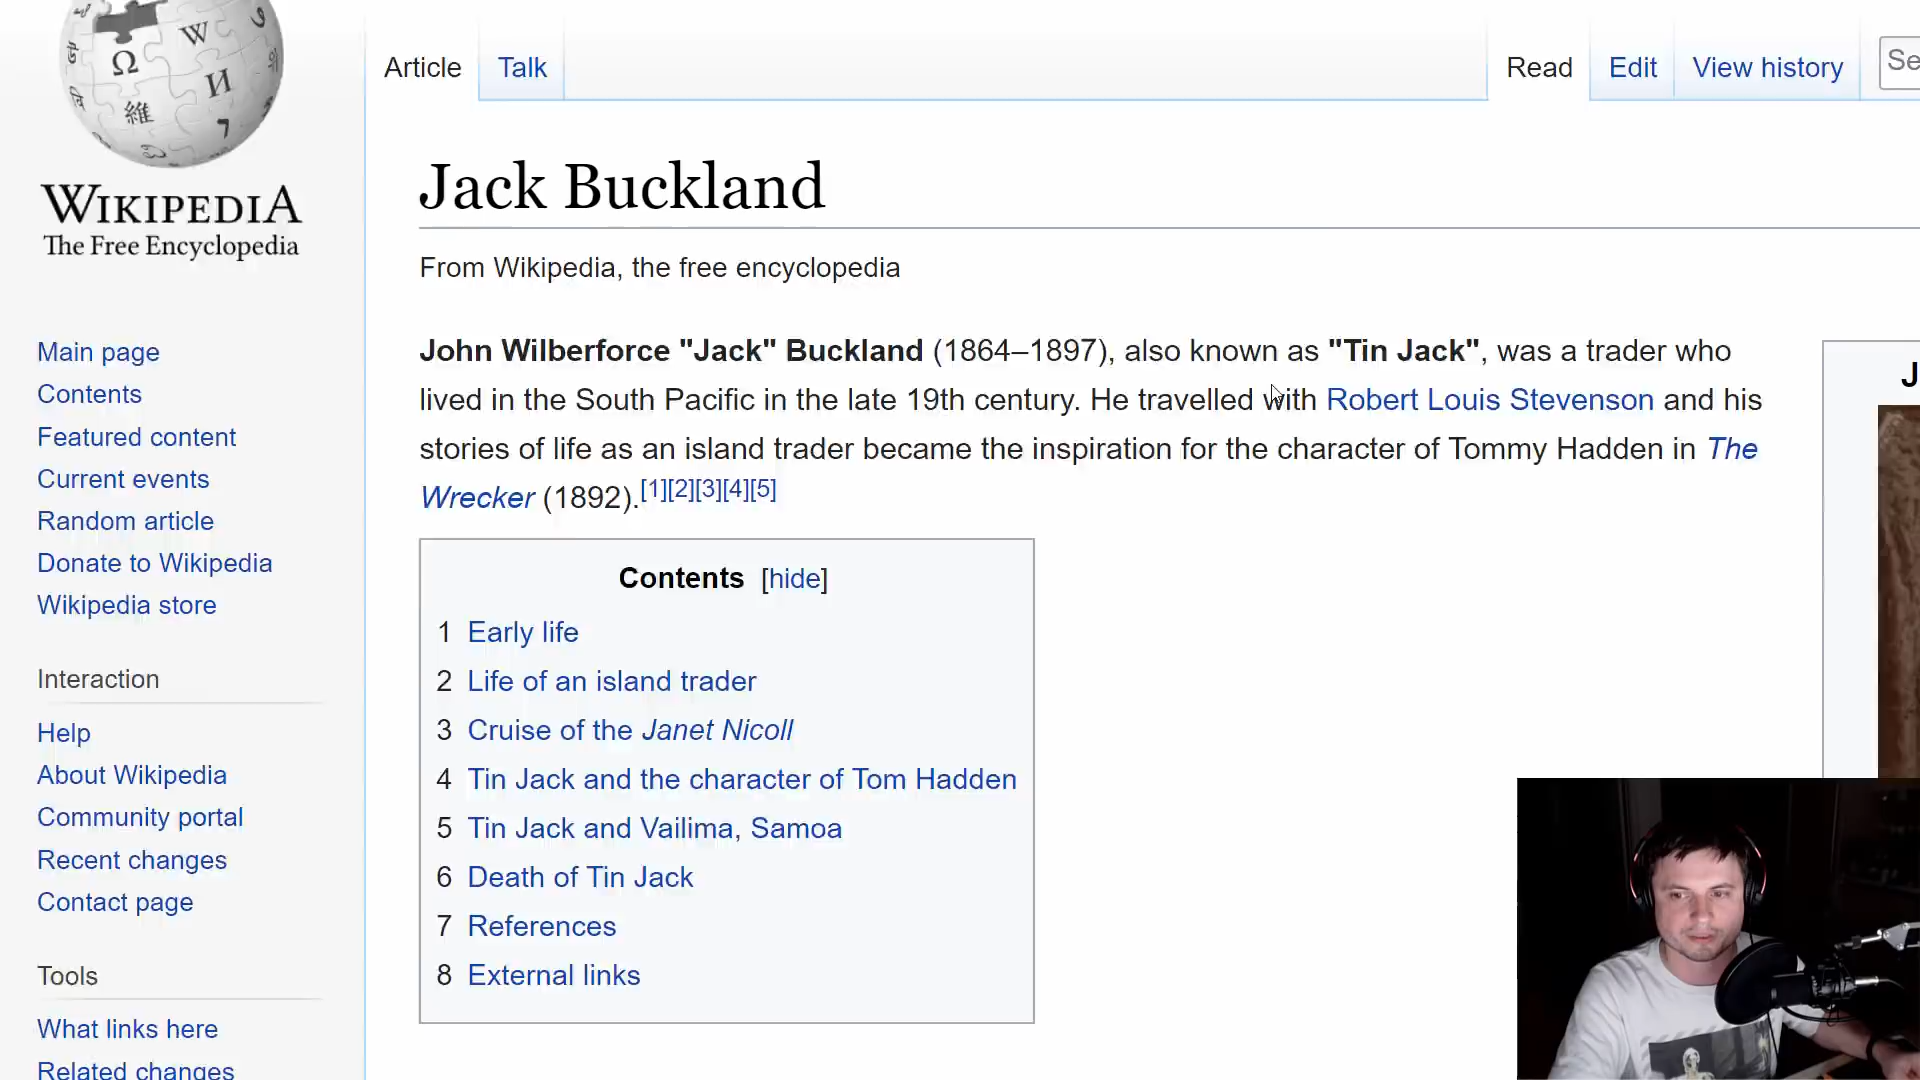 Ω W И 維 7
WIKIPEDIA
The Free Encyclopedia
Main page
Contents
Featured content
Current events
Random article
Donate to Wikipedia
Wikipedia store
Interaction
Help
About Wikipedia
Community portal
Recent changes
Contact page
Tools
What links here
Related changes
Article Talk Read Edit View history Se
Jack Buckland
From Wikipedia, the free encyclopedia
John Wilberforce "Jack" Buckland (1864–1897), also known as "Tin Jack", was a trader who
lived in the South Pacific in the late 19th century. He travelled with Robert Louis Stevenson and his
stories of life as an island trader became the inspiration for the character of Tommy Hadden in The
Wrecker (1892).[1][2][3][4][5]
Contents [hide]
1 Early life
2 Life of an island trader
3 Cruise of the Janet Nicoll
4 Tin Jack and the character of Tom Hadden
5 Tin Jack and Vailima, Samoa
6 Death of Tin Jack
7 References
8 External links
J